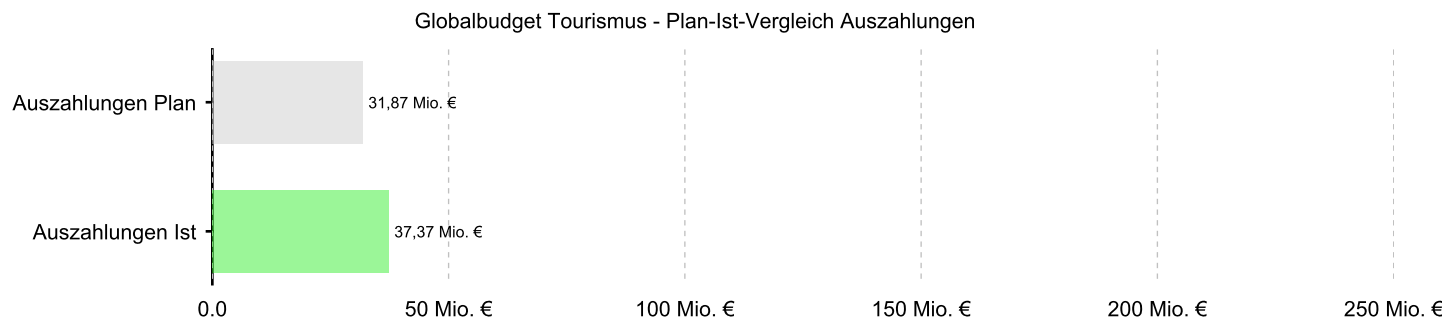 Globalbudget Tourismus - Plan-Ist-Vergleich Auszahlungen
Auszahlungen Plan
31,87 Mio. €
Auszahlungen Ist
37,37 Mio. €
0.0
50 Mio. €
100 Mio. €
150 Mio. €
200 Mio. €
250 Mio. €